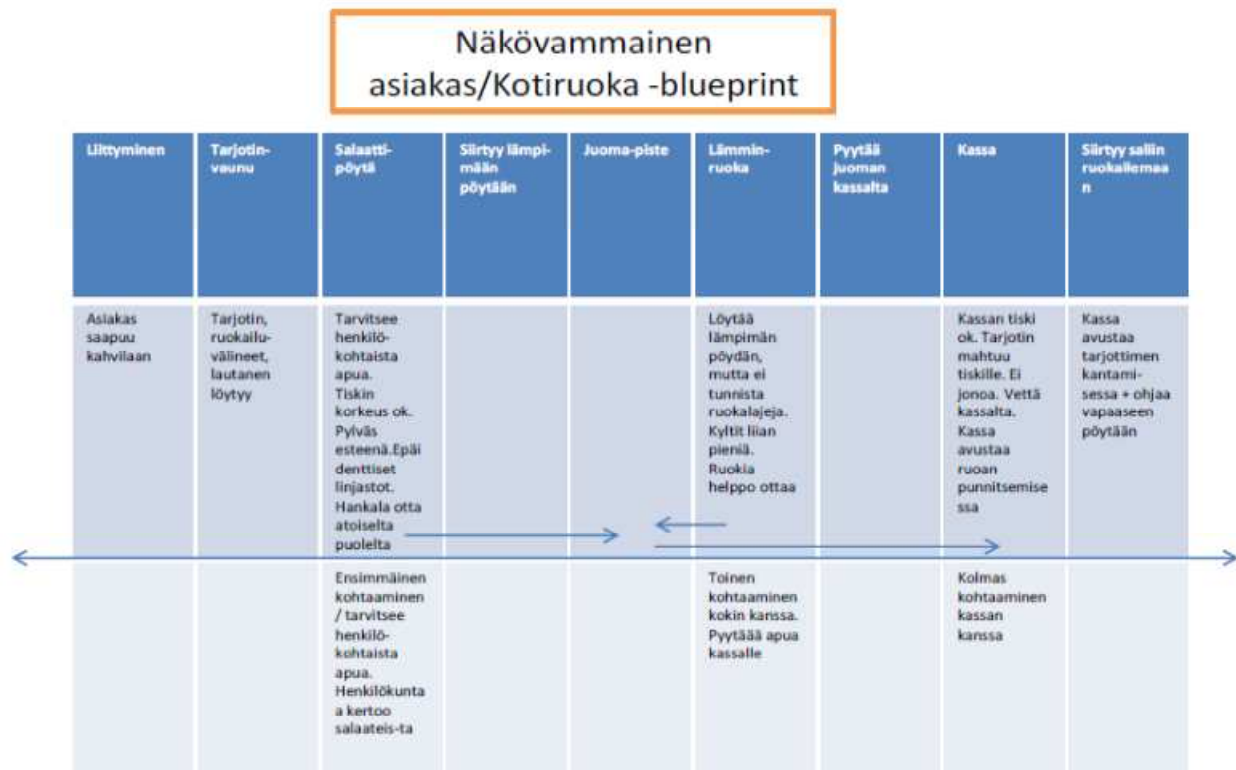 Näkövammainen
asiakas/Kotiruoka -blueprint
Liittyminen
Tarjotin-
vaunu
Salaatti-
pöytä
Siirtyy lämpi-
mään
pöytään
Juoma-piste
Lämmin-
ruoka
Pyytää
juoman
kassalta
Kassa
Siirtyy saliin
ruokailemaa
n
Asiakas
saapuu
kahvilaan
Tarjotin,
ruokailu-
välineet,
lautanen
löytyy
Tarvitsee
henkilö-
kohtaista
apua.
Tiskin
korkeus ok.
Pylväs
esteenä.Epäi
denttiset
linjastot.
Hankala otta
atoiselta
puolelta
Löytää
lämpimän
pöydän,
mutta ei
tunnista
ruokalajeja.
Kyltit liian
pieniä.
Ruokia
helppo ottaa
Kassan tiski
ok. Tarjotin
mahtuu
tiskille. Ei
jonoa. Vettä
kassalta.
Kassa
avustaa
ruoan
punnitsemise
ssa
Kassa
avustaa
tarjottimen
kantami-
sessa + ohjaa
vapaaseen
pöytään
Ensimmäinen
kohtaaminen
/ tarvitsee
henkilö-
kohtaista
apua.
Henkilökunta
a kertoo
salaateis-ta
Toinen
kohtaaminen
kokin kanssa.
Pyytäää apua
kassalle
Kolmas
kohtaaminen
kassan
kanssa